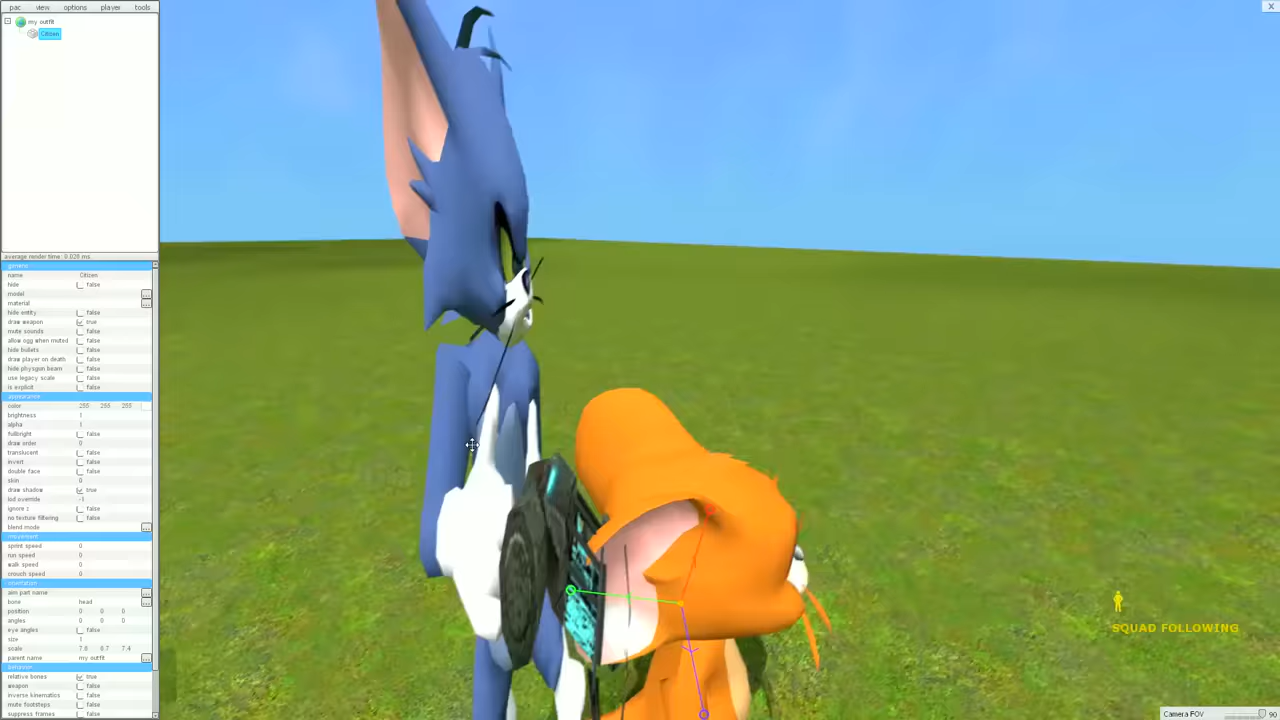 pac view options player tools
my outfit
Citizen
average render time : 0.026 ms
generic
name Citizen
hide false
model ...
material ...
hide entity false
draw weapon true
mute sounds false
allow ogg when muted false
hide bullets false
draw player on death false
hide physgun beam false
use legacy scale false
is exploit false
appearance
color 255 255 255
brightness 1
alpha 1
fullbright false
draw order 0
translucent false
invert false
double face false
skin 0
draw shadow true
lod override -1
ignore z false
no texture filtering false
blend mode ...
movement
sprint speed 0
run speed 0
walk speed 0
crouch speed 0
orientation
aim part name ...
bone head ...
position 0 0 0
angles 0 0 0
eye angles false
size 1
scale 7.6 6.7 7.4
parent name my outfit ...
behavior
relative bones true
weapon false
inverse kinematics false
mute footsteps false
suppress frames false
X
SQUAD FOLLOWING
Camera FOV 90